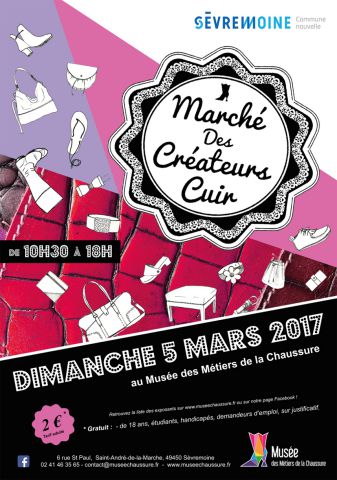 SÈVREMOINE Commune
nouvelle
Marché
Des
Créateurs
Cuir
DE 10H30 À 18H
DIMANCHE 5 MARS 2017
au Musée des Métiers de la Chaussure
Retrouvez la liste des exposants sur www.museechaussure.fr ou sur notre page Facebook !
2 €*
Tarif
* Gratuit : - de 18 ans, étudiants, handicapés, demandeurs d'emploi, sur justificatif.
6 rue St Paul, Saint-André-de-la-Marche, 49450 Sèvremoine
02 41 46 35 65 - contact@museechaussure.fr - www.museechaussure.fr
Musée
des Métiers de la Chaussure